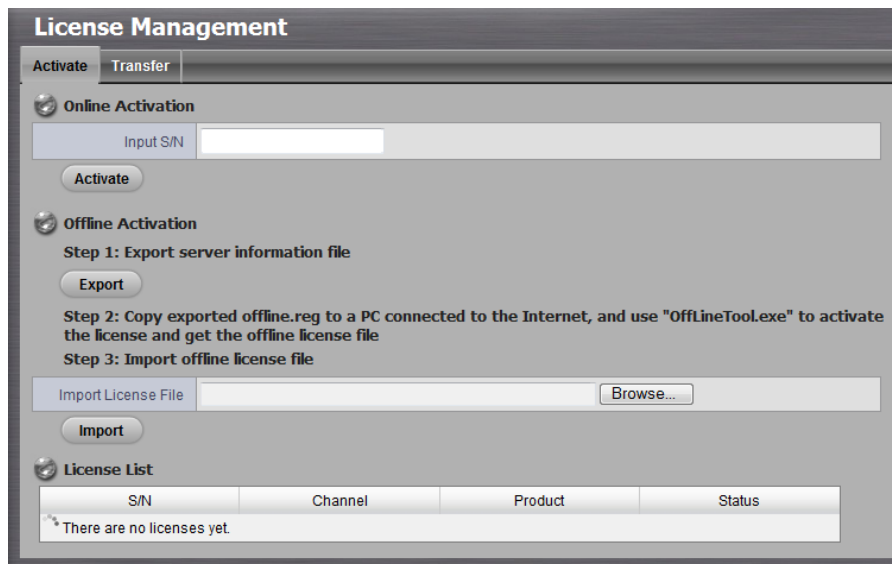 License Management
Activate Transfer
Online Activation
Input S/N
Activate
Offline Activation
Step 1: Export server information file
Export
Step 2: Copy exported offline.reg to a PC connected to the Internet, and use "OffLineTool.exe" to activate
the license and get the offline license file
Step 3: Import offline license file
Import License File Browse...
Import
License List
S/N Channel Product Status
There are no licenses yet.